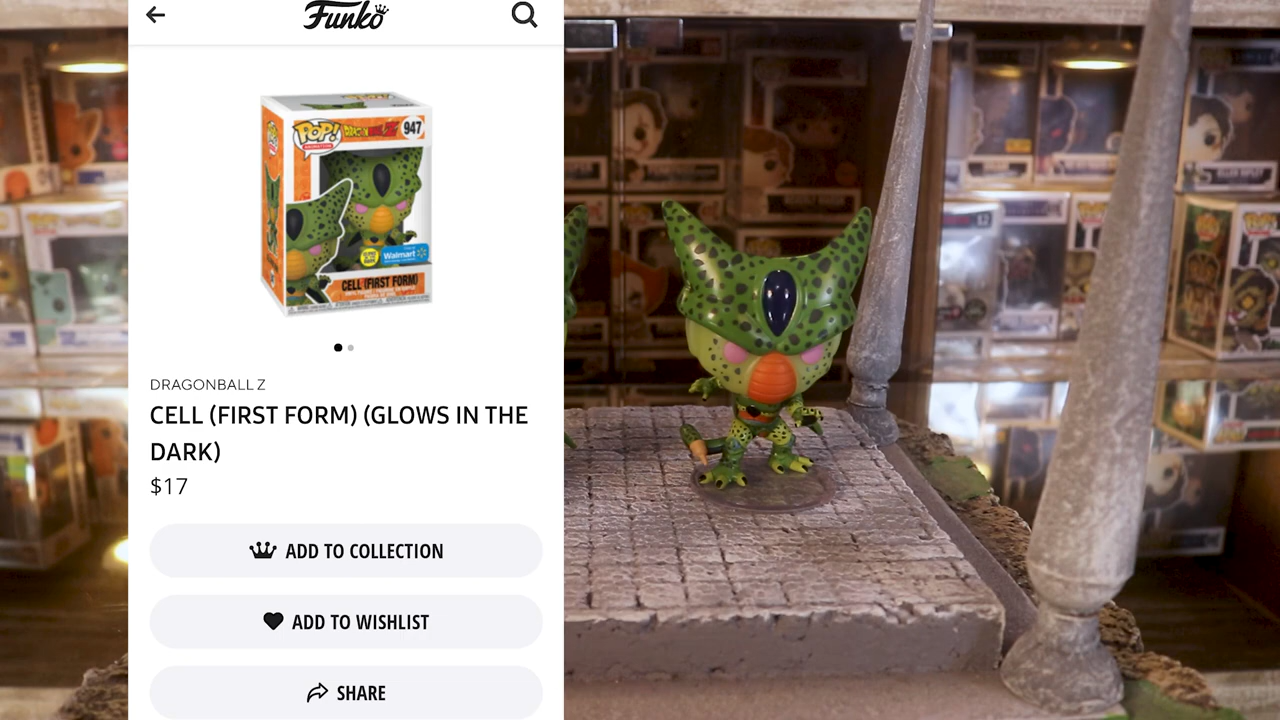 Funko
POP!
DRAGONBALL Z
947
Walmart
CELL (FIRST FORM)
DRAGONBALL Z
CELL (FIRST FORM) (GLOWS IN THE
DARK)
$17
ADD TO COLLECTION
ADD TO WISHLIST
SHARE